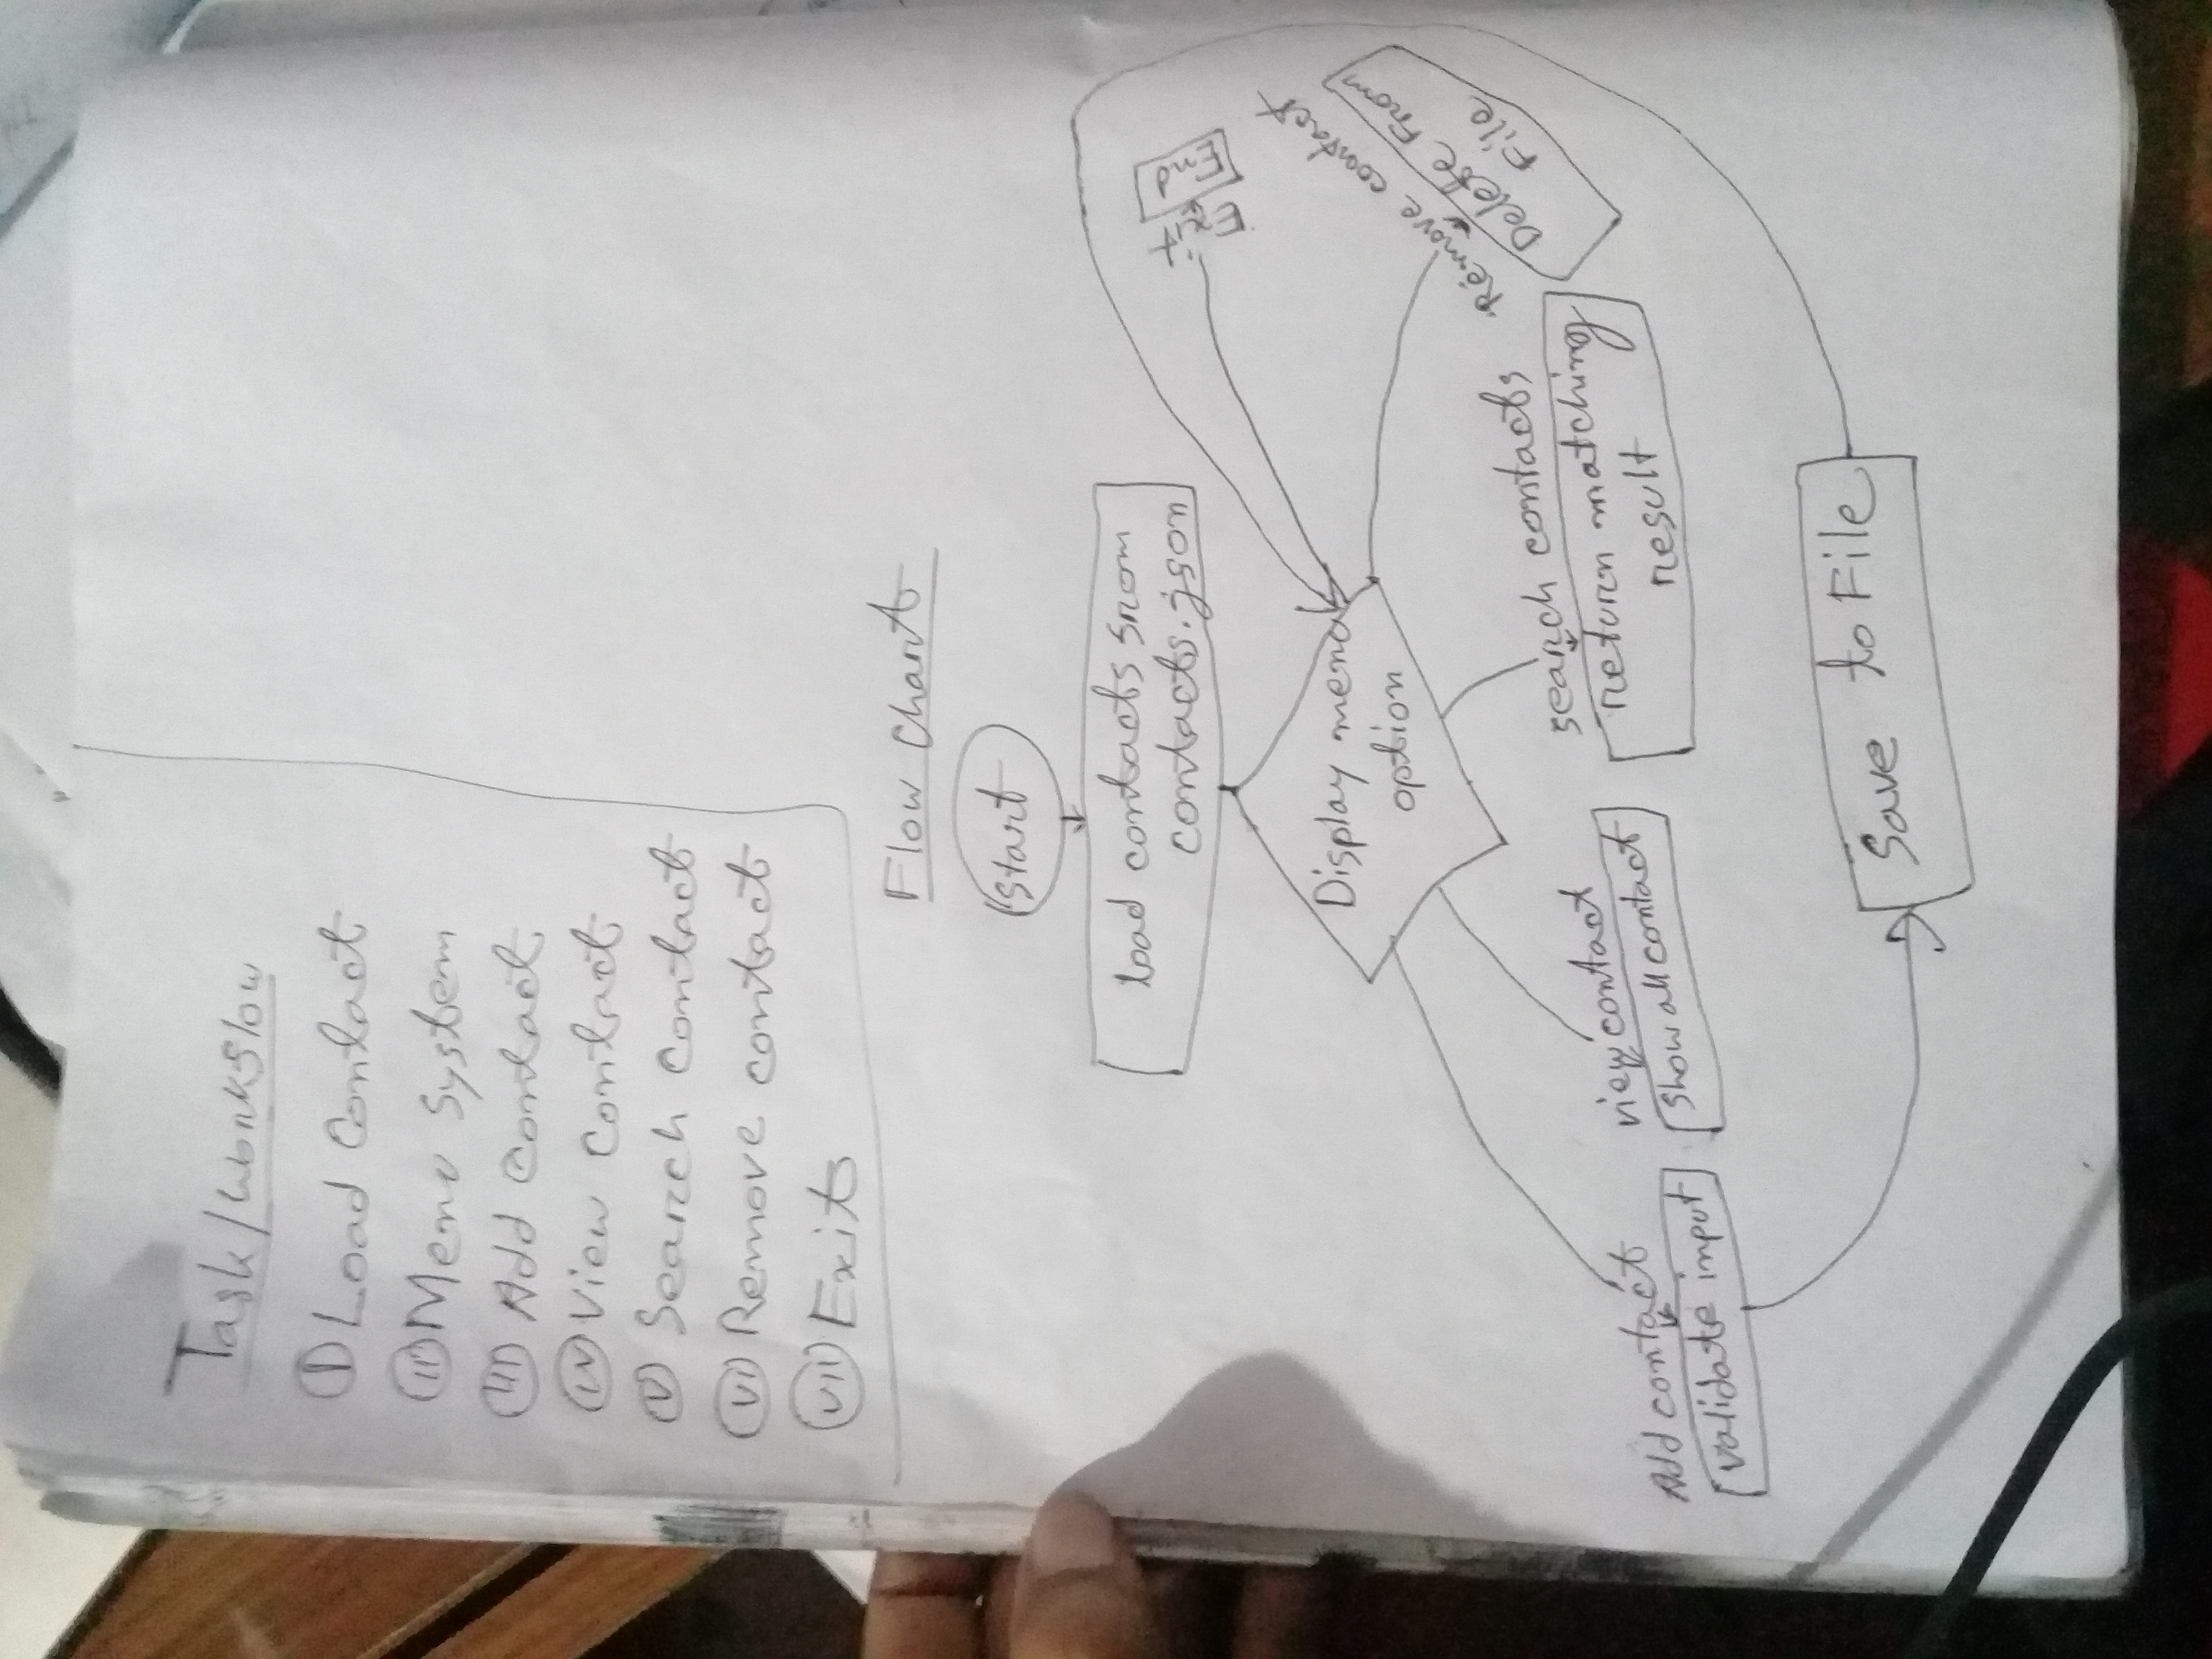 Task/Workflow
(i) Load Contact
(ii) Menu System
(iii) Add Contact
(iv) View Contact
(v) Search Contact
(vi) Remove contact
(vii) Exit
Flow Chart
Start
load contacts from
contacts.json
Exit
End
Display menu
option
Remove contact
Delete From
File
search contacts
return matching
result
view contact
Show all contact
Add contact
validate input
Save to File